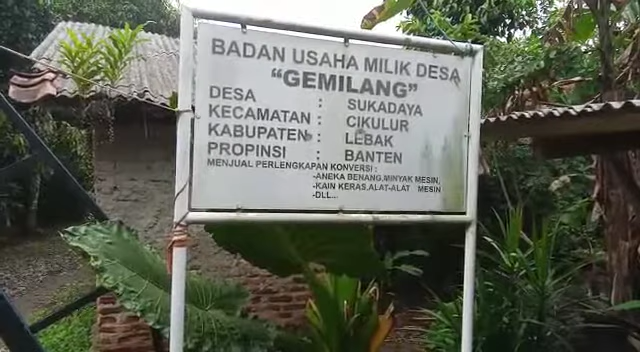 BADAN USAHA MILIK DESA
"GEMILANG"
DESA : SUKADAYA
KECAMATAN : CIKULUR
KABUPATEN : LEBAK
PROPINSI : BANTEN
MENJUAL PERLENGKAPAN KONVERSI :
-ANEKA BENANG,MINYAK MESIN,
-KAIN KERAS,ALAT-ALAT MESIN
-DLL...